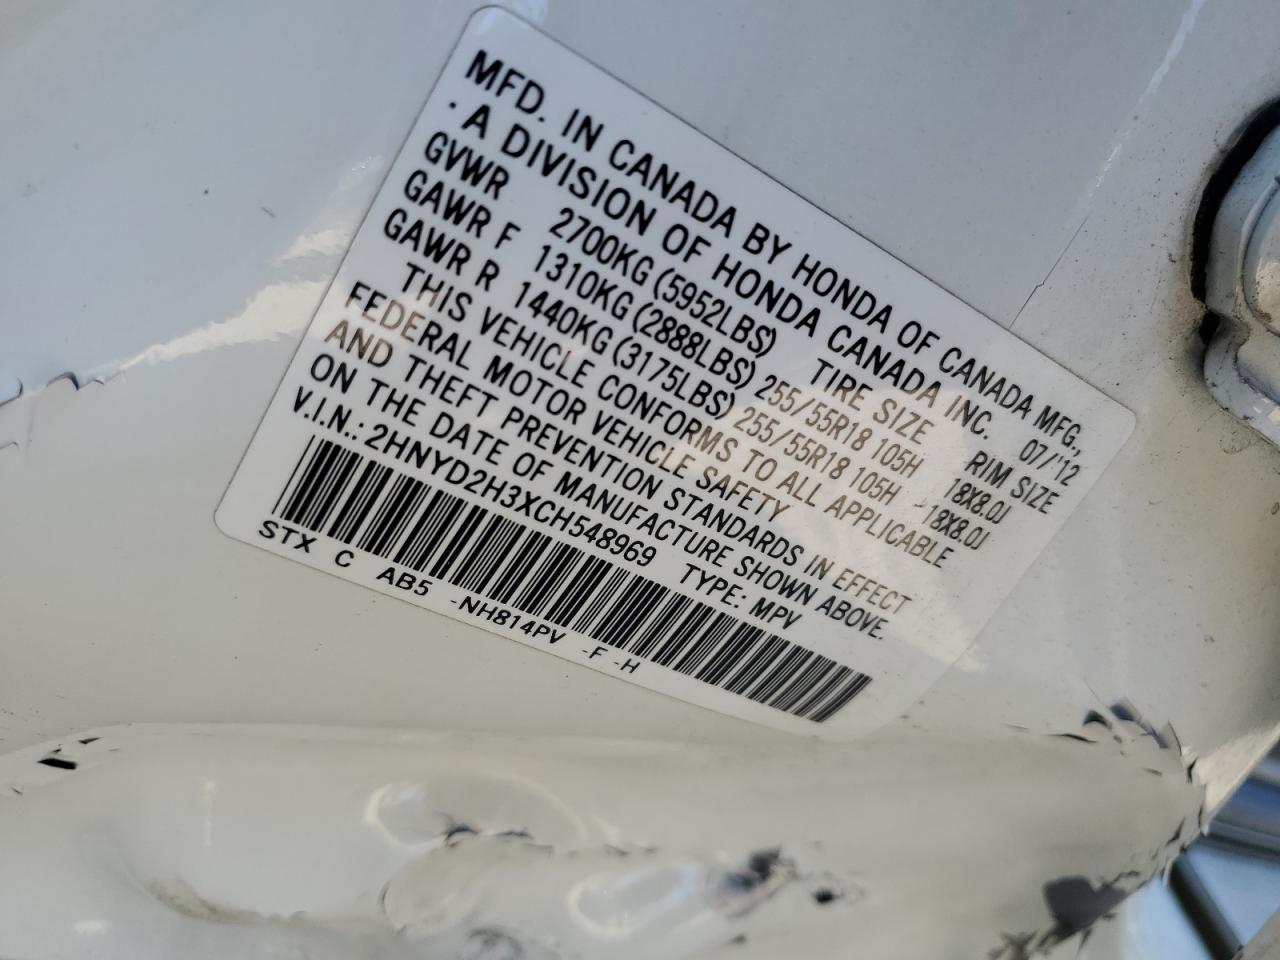 MFD. IN CANADA BY HONDA OF CANADA MFG.,
. A DIVISION OF HONDA CANADA INC. 07/'12
GVWR 2700KG (5952LBS) TIRE SIZE RIM SIZE
GAWR F 1310KG (2888LBS) 255/55R18 105H 18X8.0J
GAWR R 1440KG (3175LBS) 255/55R18 105H 18X8.0J
THIS VEHICLE CONFORMS TO ALL APPLICABLE
FEDERAL MOTOR VEHICLE SAFETY
AND THEFT PREVENTION STANDARDS IN EFFECT
ON THE DATE OF MANUFACTURE SHOWN ABOVE.
V.I.N.: 2HNYD2H3XCH548969 TYPE: MPV
STX C AB5 -NH814PV -F -H